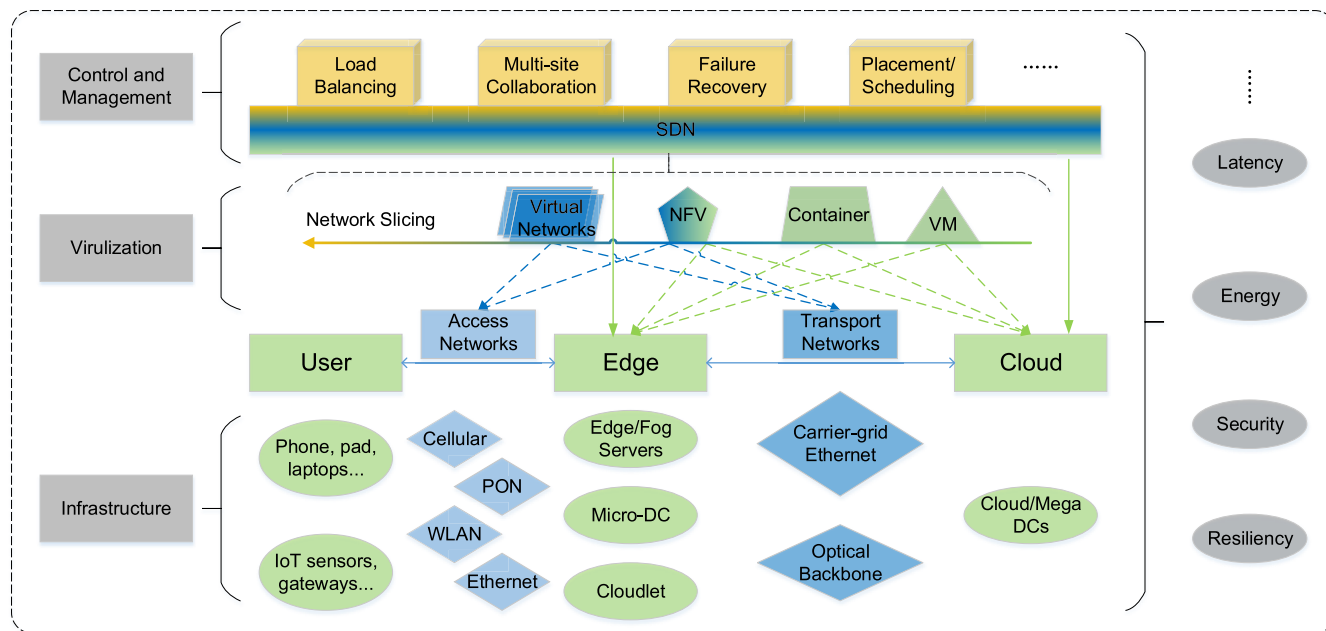 Control and
Management
Load
Balancing
Multi-site
Collaboration
Failure
Recovery
Placement/
Scheduling
......
SDN
Virulization
Network Slicing
Virtual
Networks
NFV
Container
VM
Access
Networks
Transport
Networks
User
Edge
Cloud
Infrastructure
Phone, pad,
laptops...
IoT sensors,
gateways...
Cellular
PON
WLAN
Ethernet
Edge/Fog
Servers
Micro-DC
Cloudlet
Carrier-grid
Ethernet
Optical
Backbone
Cloud/Mega
DCs
......
Latency
Energy
Security
Resiliency